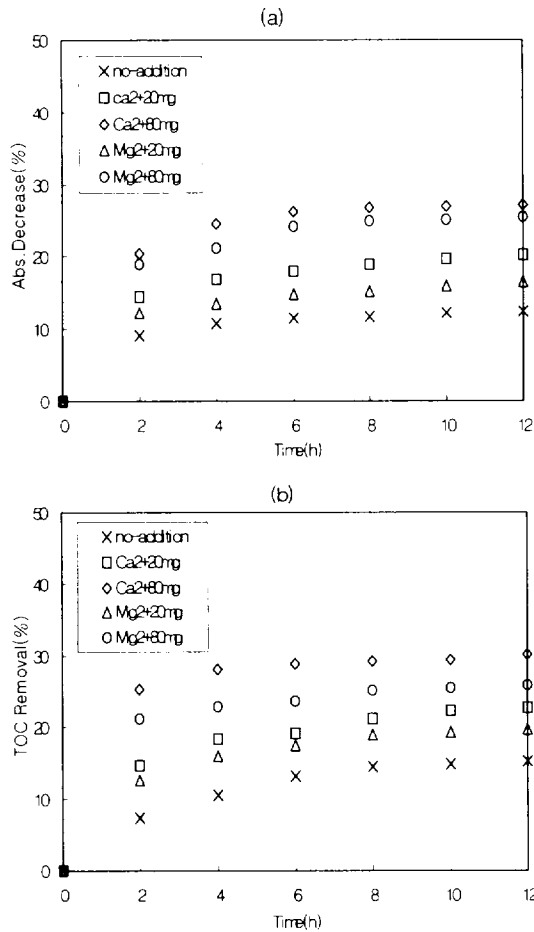 (a)
50
40
30
20
10
0
Abs. Decrease(%)
no-addition
ca2+20mg
Ca2+80mg
Mg2+20mg
Mg2+80mg
0 2 4 6 8 10 12
Time(h)
(b)
50
40
30
20
10
0
TOC Removal(%)
no-addition
Ca2+20mg
Ca2+80mg
Mg2+20mg
Mg2+80mg
0 2 4 6 8 10 12
Time(h)